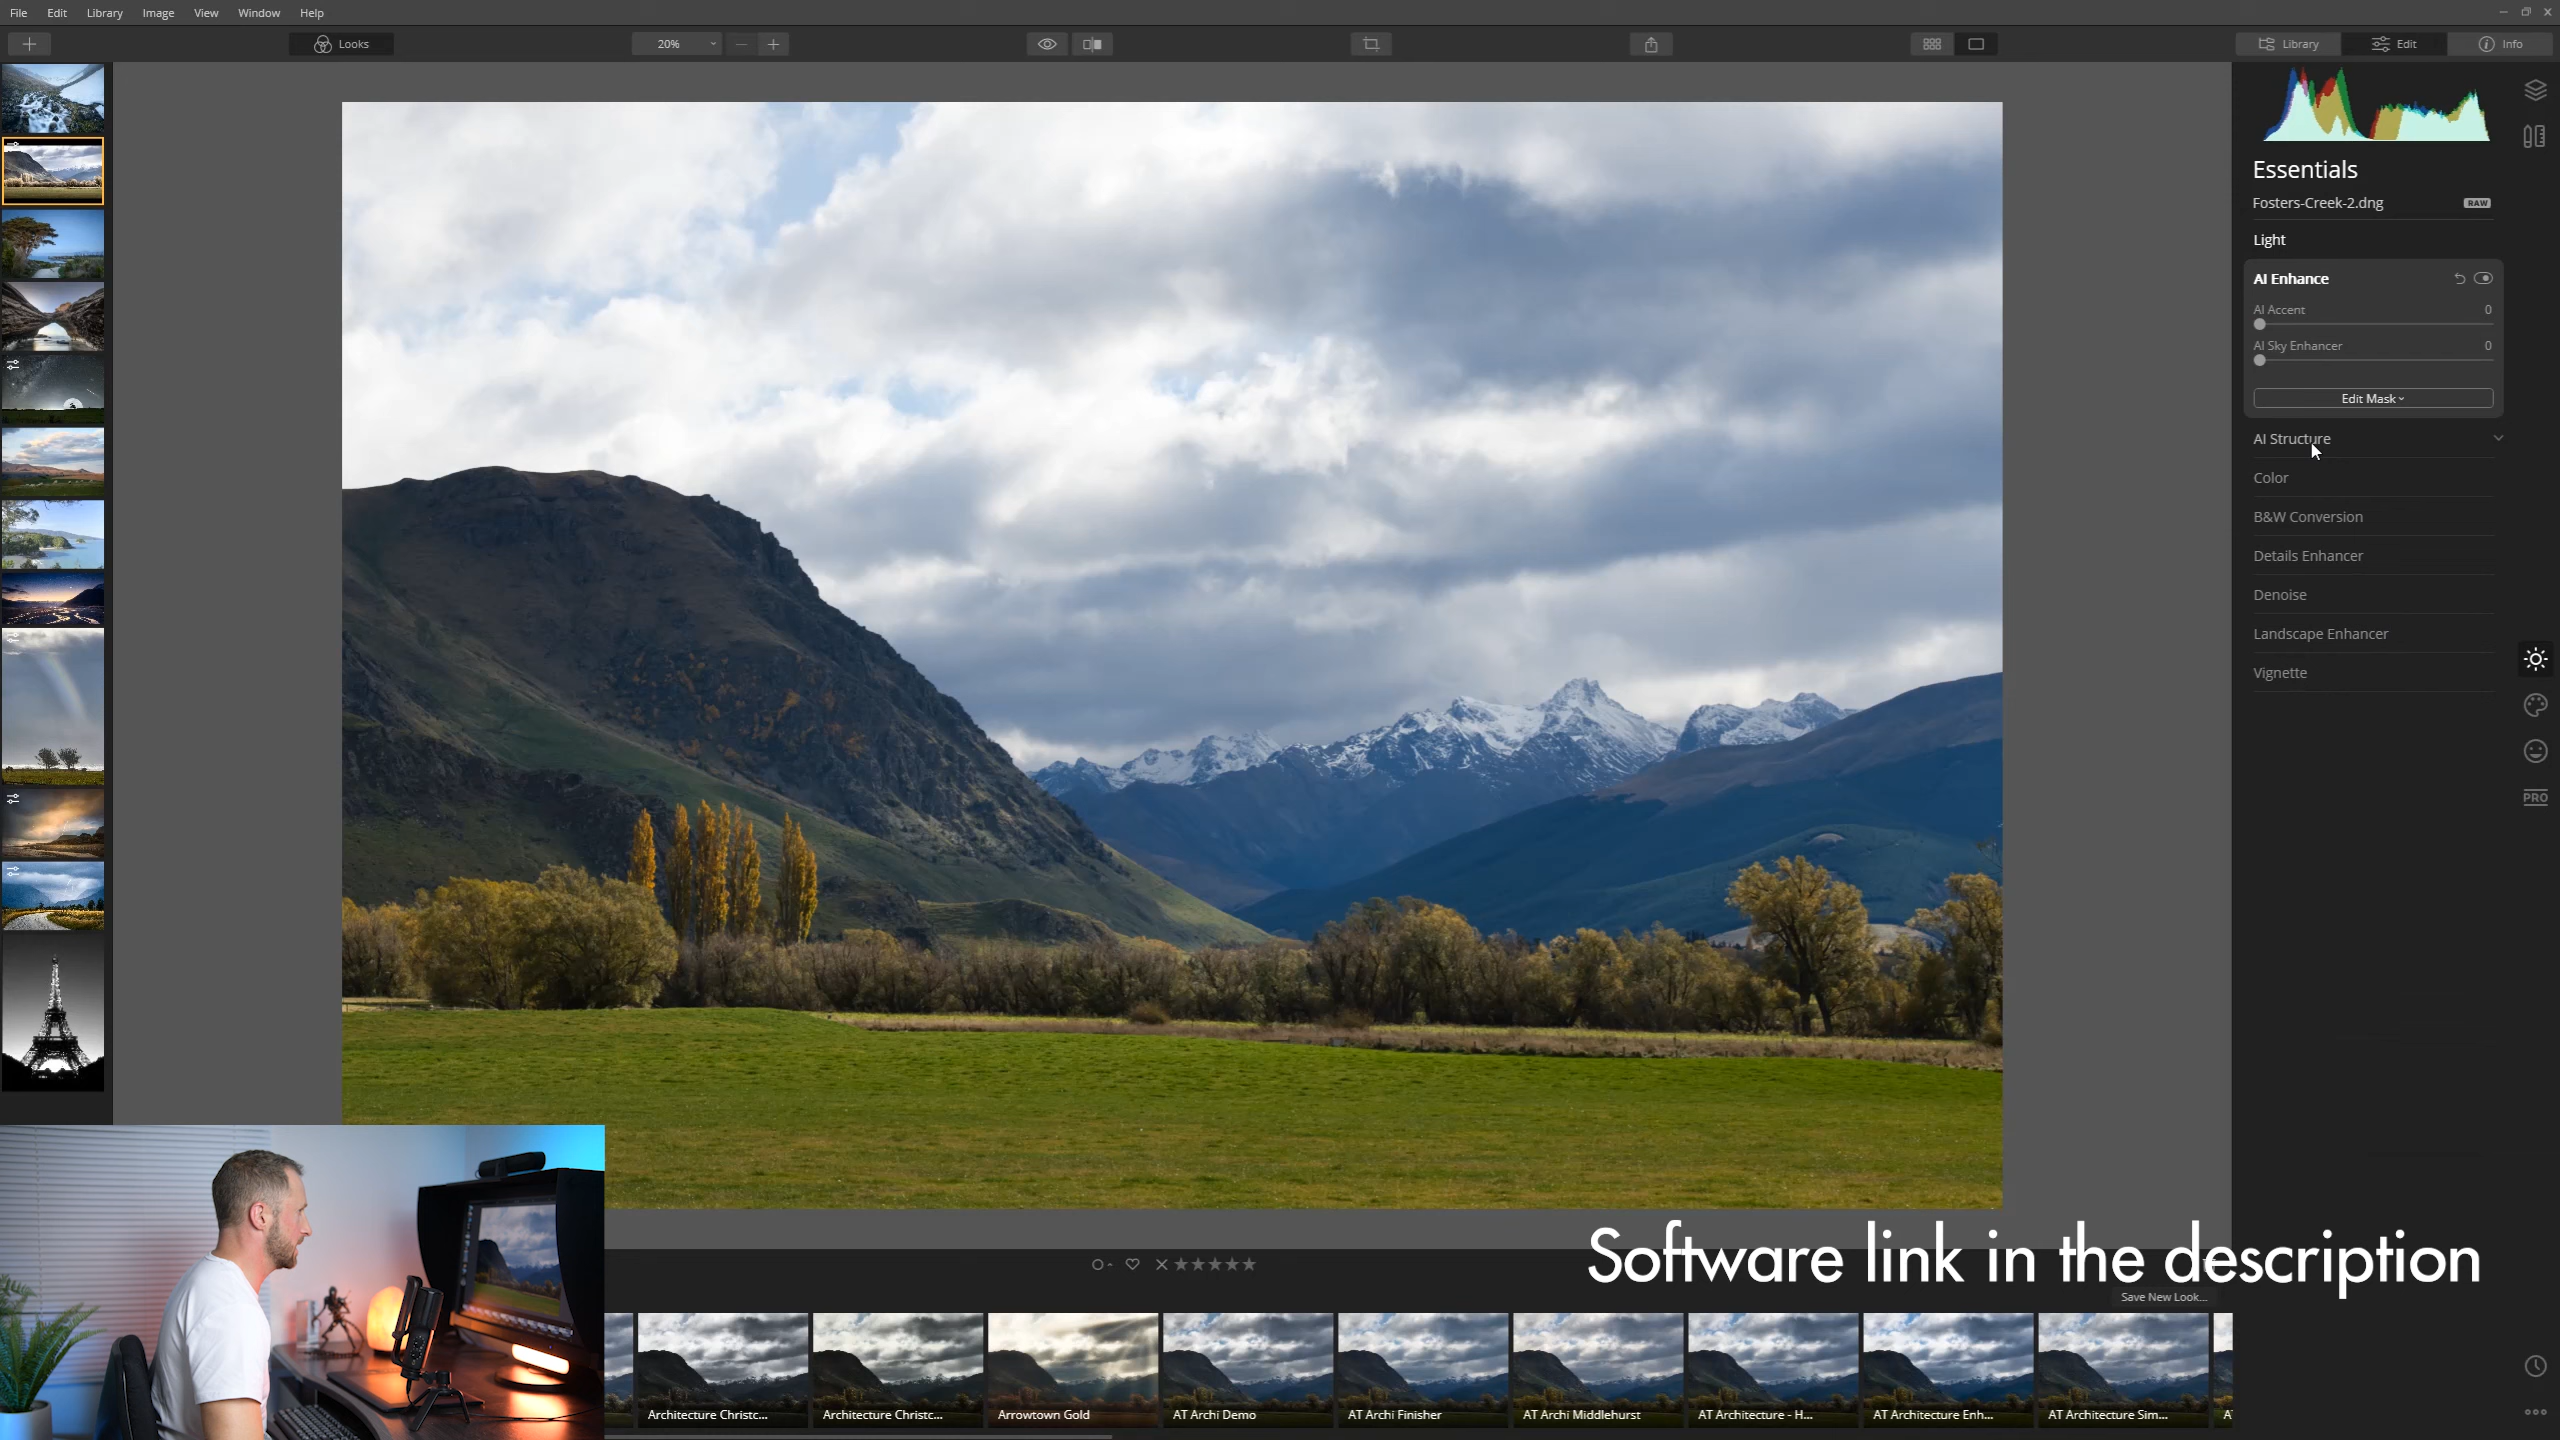 File Edit Library Image View Window Help
Looks
20%
Library Edit Info
Essentials
Fosters-Creek-2.dng RAW
Light
AI Enhance
AI Accent 0
AI Sky Enhancer 0
Edit Mask
AI Structure
Color
B&W Conversion
Details Enhancer
Denoise
Landscape Enhancer
Vignette
PRO
Software link in the description
Save New Look...
Architecture Christc...
Architecture Christc...
Arrowtown Gold
AT Archi Demo
AT Archi Finisher
AT Archi Middlehurst
AT Architecture - H...
AT Architecture Enh...
AT Architecture Sim...